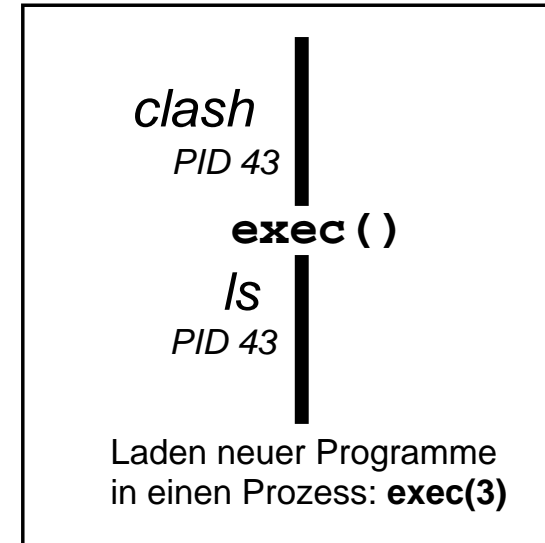 clash
PID 43
exec()
ls
PID 43
Laden neuer Programme
in einen Prozess: exec(3)